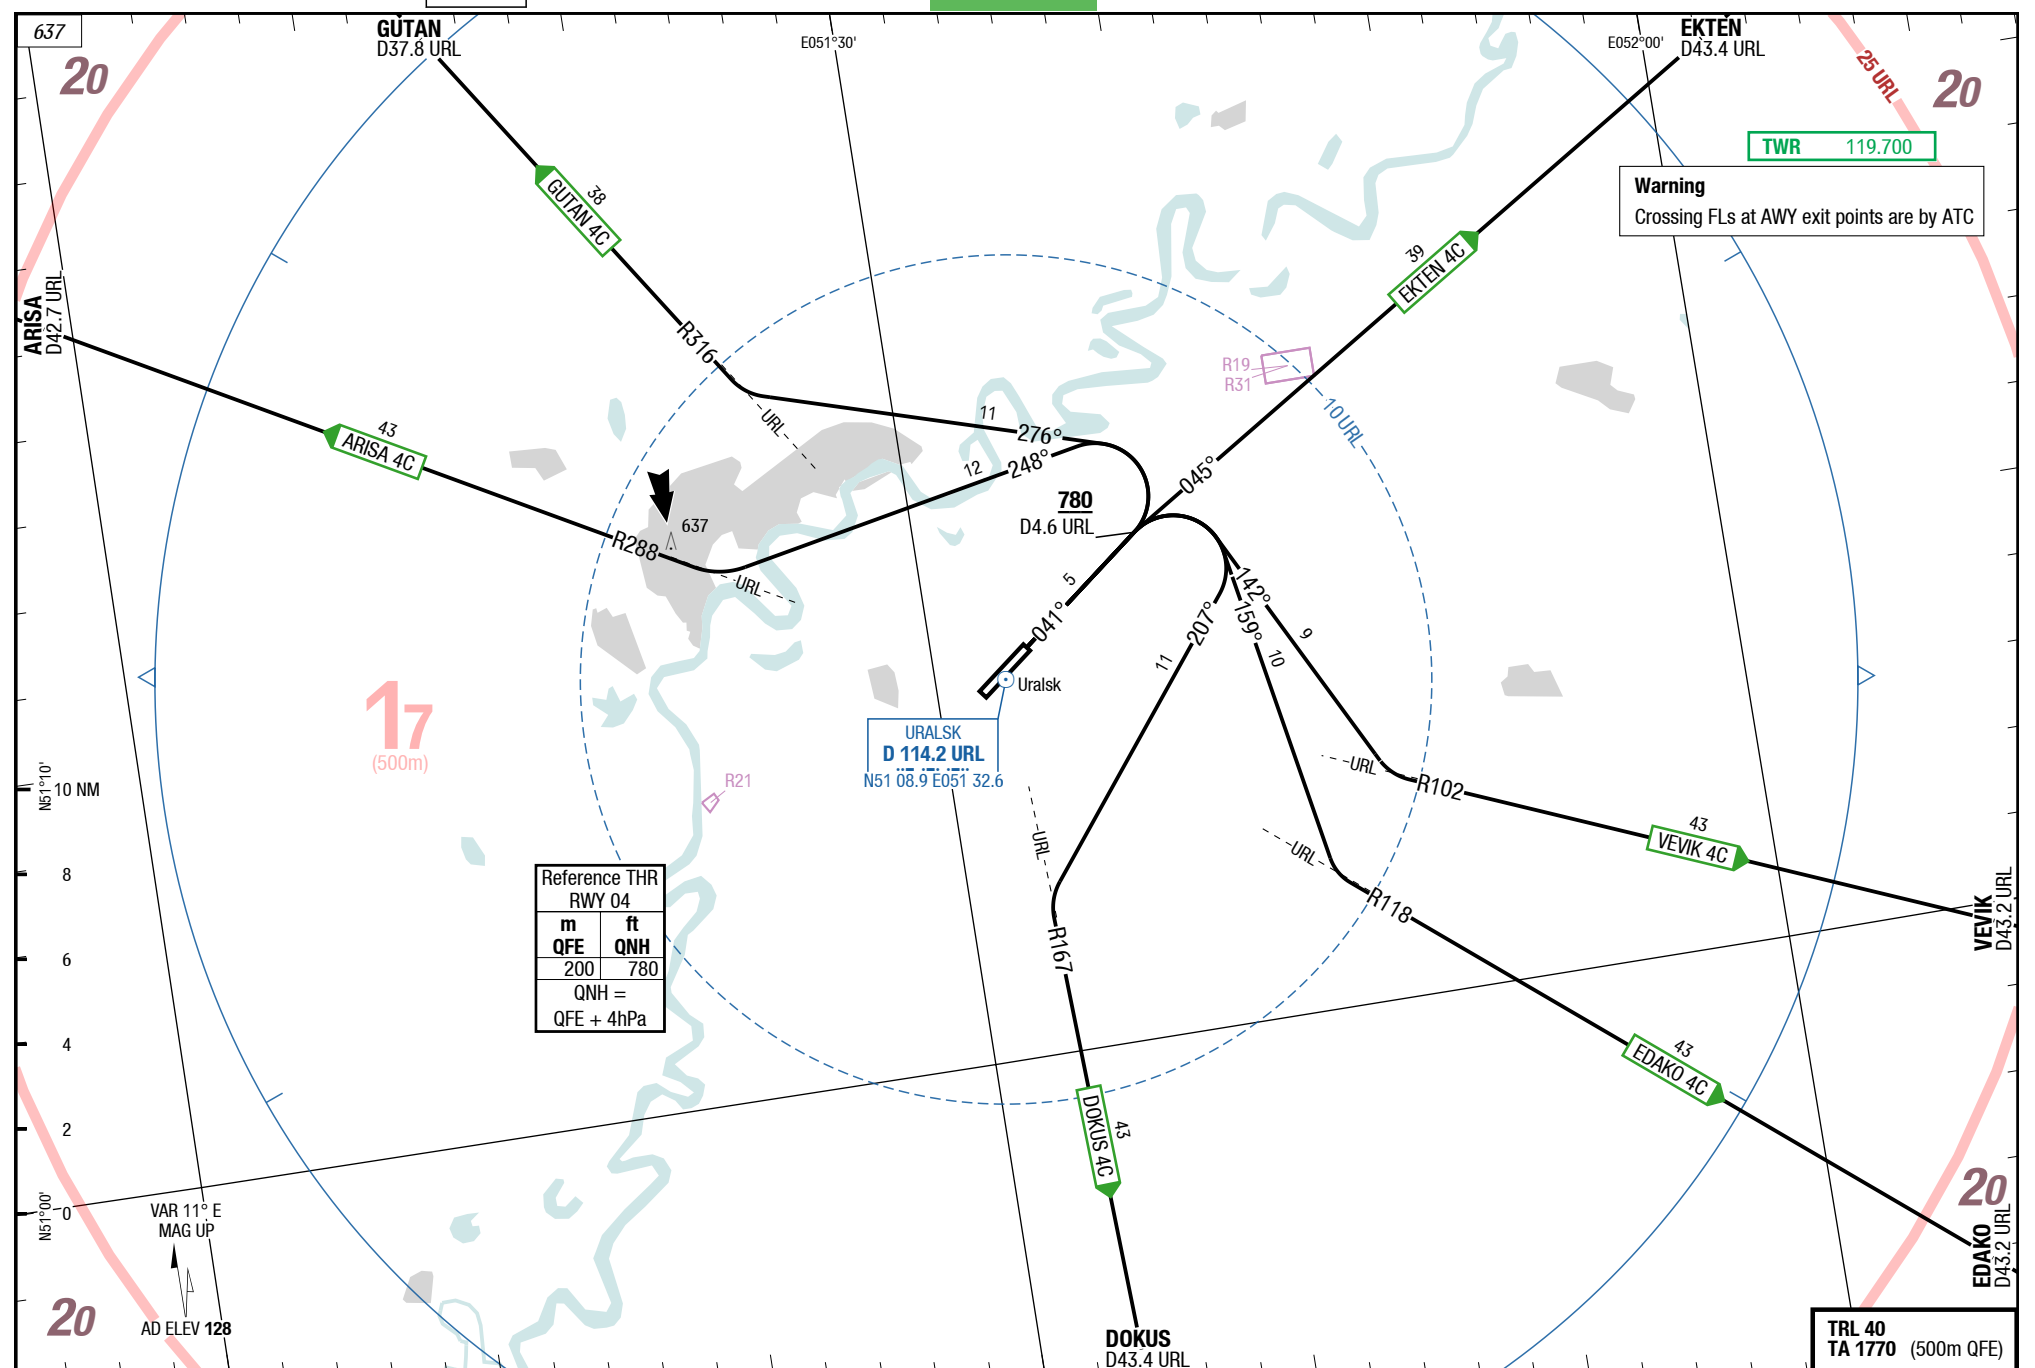 637
GUTAN
D37.8 URL
E051°30'
E052°00'
EKTEN
D43.4 URL
20
25 URL
20
TWR 119.700
Warning
Crossing FLs at AWY exit points are by ATC
38
GUTAN 4C
39
EKTEN 4C
ARISA
D42.7 URL
R316
R19
R31
10 URL
URL
11
276°
43
ARISA 4C
12
248°
045°
780
D4.6 URL
637
R288
URL
5
041°
142°
159°
207°
9
10
11
Uralsk
URALSK
D 114.2 URL
N51 08.9 E051 32.6
17
(500m)
R21
URL
R102
43
VEVIK 4C
VEVIK
D43.2 URL
URL
URL
R118
R167
N51°10'
10 NM
8
6
4
2
0
N51°00'
Reference THR
RWY 04
m ft
QFE QNH
200 780
QNH =
QFE + 4hPa
43
EDAKO 4C
EDAKO
D43.2 URL
43
DOKUS 4C
DOKUS
D43.4 URL
VAR 11° E
MAG UP
AD ELEV 128
20
20
TRL 40
TA 1770 (500m QFE)